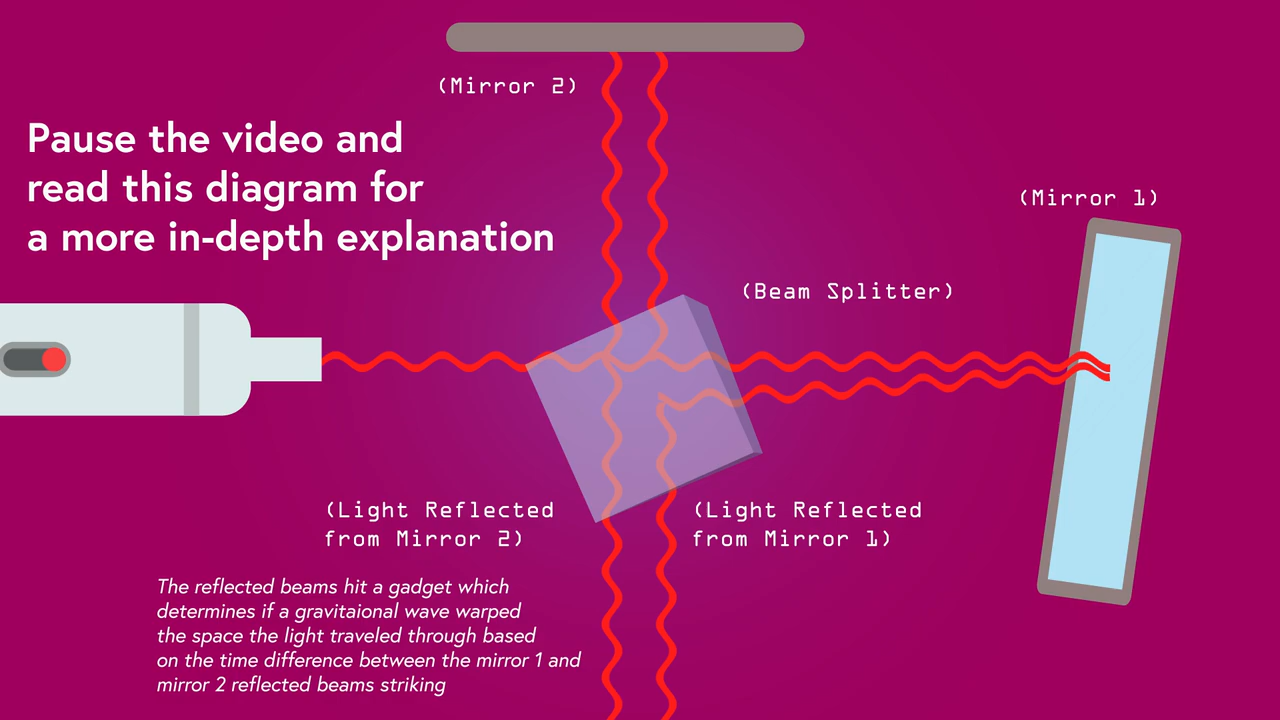 (Mirror 2)
Pause the video and
read this diagram for
a more in-depth explanation
(Mirror 1)
(Beam Splitter)
(Light Reflected
from Mirror 2)
(Light Reflected
from Mirror 1)
The reflected beams hit a gadget which
determines if a gravitaional wave warped
the space the light traveled through based
on the time difference between the mirror 1 and
mirror 2 reflected beams striking